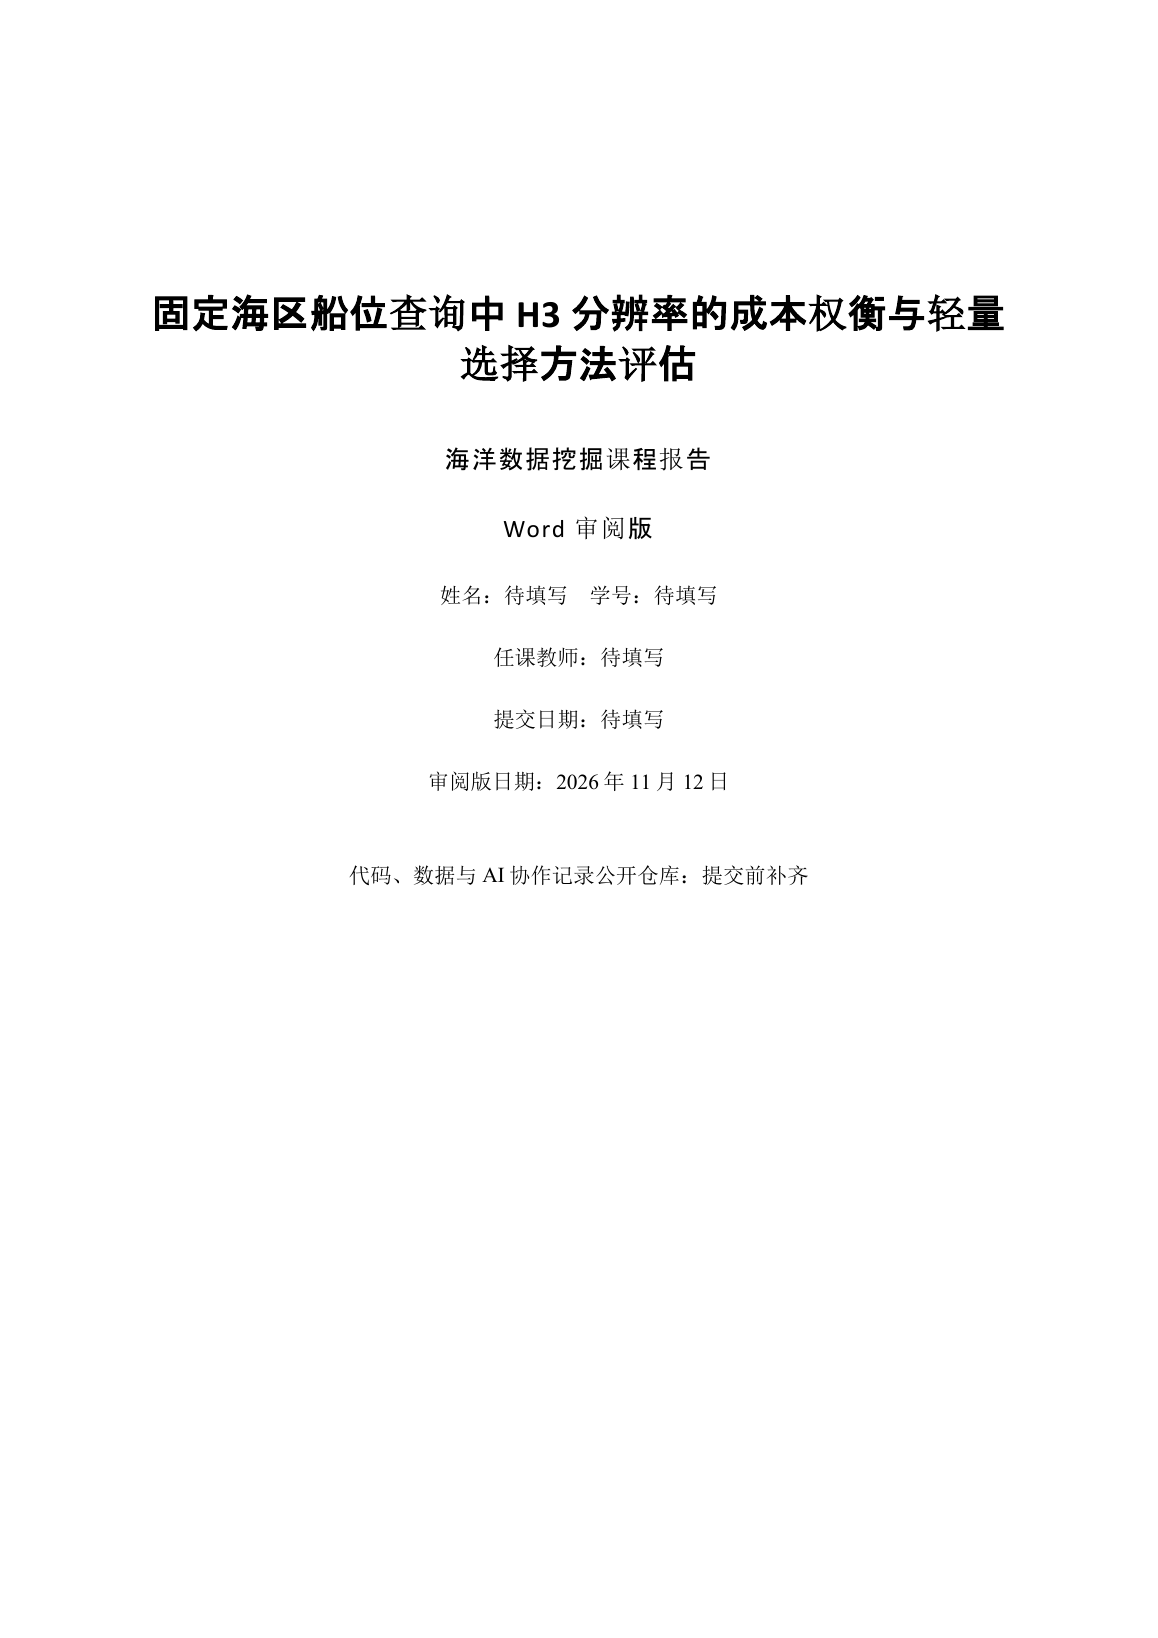 固定海区船位查询中 H3 分辨率的成本权衡与轻量
选择方法评估
海洋数据挖掘课程报告
Word 审阅版
姓名：待填写 学号：待填写
任课教师：待填写
提交日期：待填写
审阅版日期：2026 年 11 月 12 日
代码、数据与 AI 协作记录公开仓库：提交前补齐